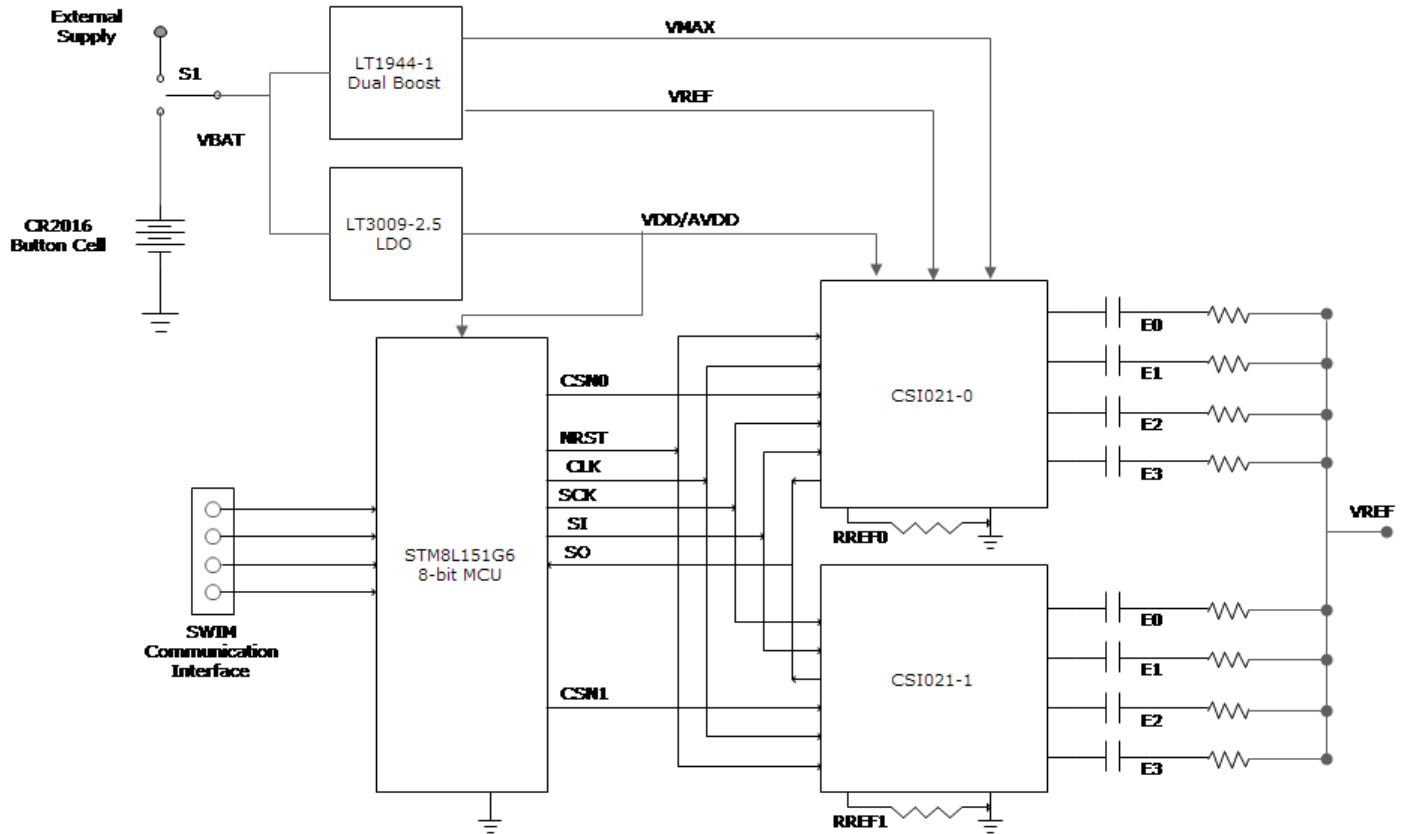 External
Supply
S1
VBAT
CR2016
Button Cell
LT1944-1
Dual Boost
VMAX
VREF
LT3009-2.5
LDO
VDD/AVDD
STM8L151G6
8-bit MCU
SWIM
Communication
Interface
CSN0
NRST
CLK
SCK
SI
SO
CSN1
CSI021-0
RREF0
E0
E1
E2
E3
VREF
CSI021-1
RREF1
E0
E1
E2
E3